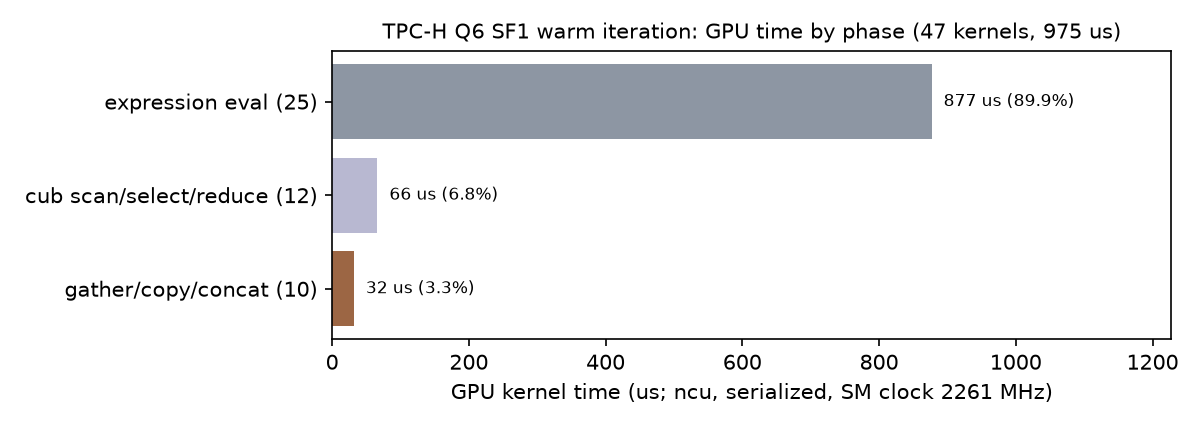 TPC-H Q6 SF1 warm iteration: GPU time by phase (47 kernels, 975 us)
expression eval (25)
877 us (89.9%)
cub scan/select/reduce (12)
66 us (6.8%)
gather/copy/concat (10)
32 us (3.3%)
0 200 400 600 800 1000 1200
GPU kernel time (us; ncu, serialized, SM clock 2261 MHz)